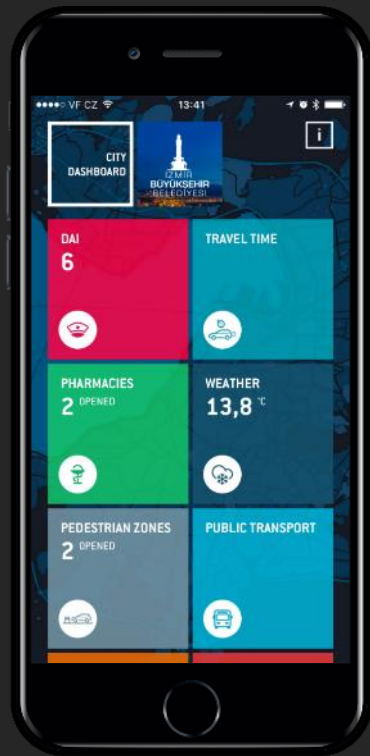 VF CZ 13:41
CITY
DASHBOARD
IZMIR
BÜYÜKŞEHİR
BELEDİYESİ
i
DAI
6
TRAVEL TIME
PHARMACIES
2 OPENED
WEATHER
13,8 °C
PEDESTRIAN ZONES
2 OPENED
PUBLIC TRANSPORT